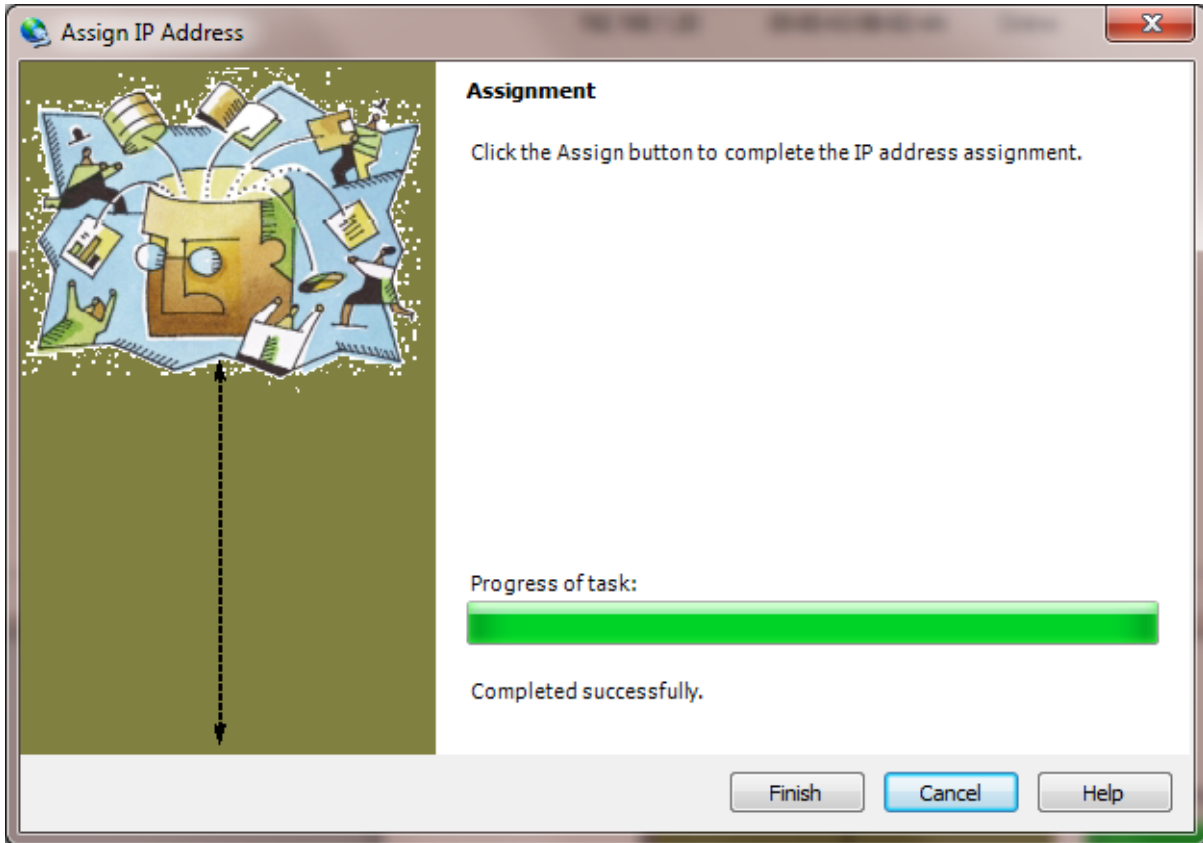 Assign IP Address
Assignment
Click the Assign button to complete the IP address assignment.
Progress of task:
Completed successfully.
Finish Cancel Help